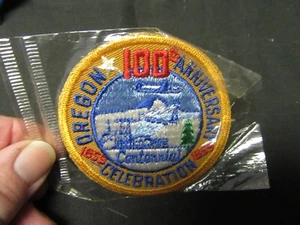 OREGON 100TH ANNIVERSARY
Centennial
1859 CELEBRATION